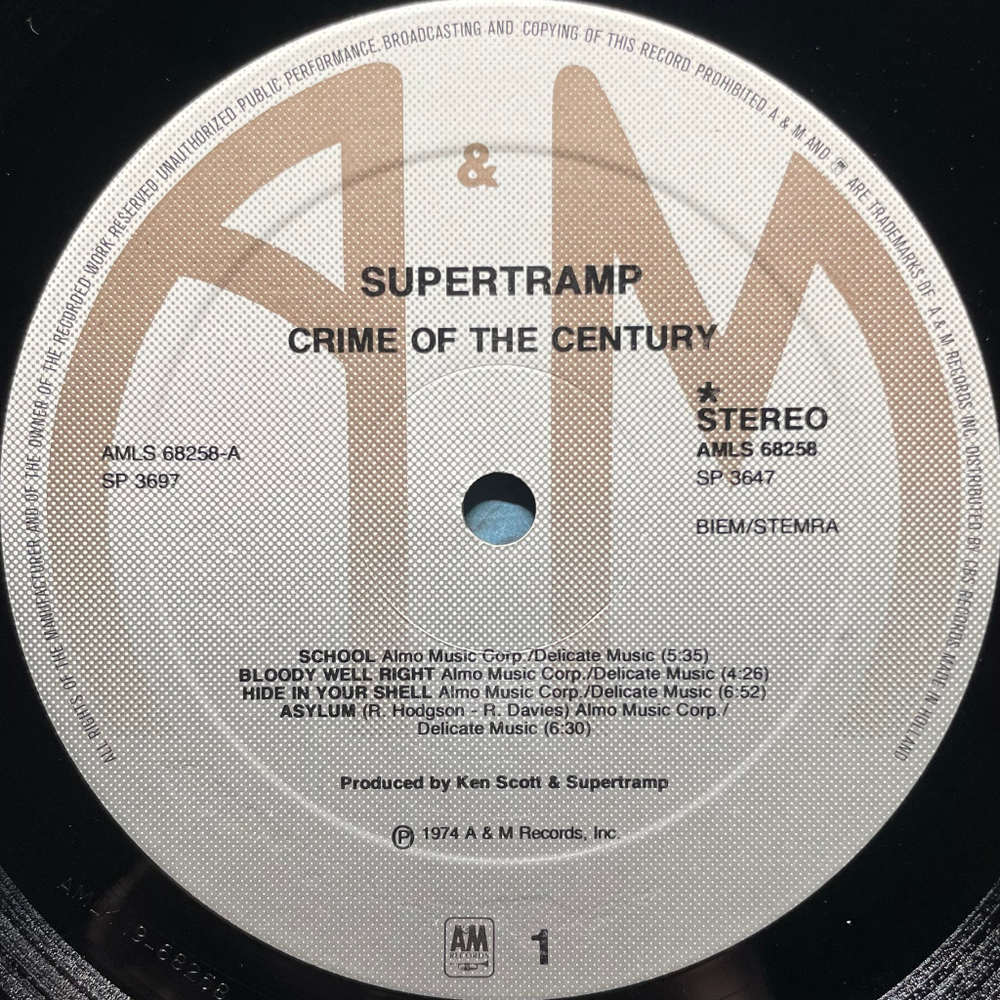 ALL RIGHTS OF THE MANUFACTURER AND OF THE OWNER OF THE RECORDED WORK RESERVED UNAUTHORIZED PUBLIC PERFORMANCE, BROADCASTING AND COPYING OF THIS RECORD PROHIBITED. A & M AND AM ARE TRADEMARKS OF A & M RECORDS INC. DISTRIBUTED BY CBS RECORDS MADE IN HOLLAND
A & M
SUPERTRAMP
CRIME OF THE CENTURY
*
STEREO
AMLS 68258-A
AMLS 68258
SP 3697
SP 3647
BIEM/STEMRA
SCHOOL Almo Music Corp./Delicate Music (5:35)
BLOODY WELL RIGHT Almo Music Corp./Delicate Music (4:26)
HIDE IN YOUR SHELL Almo Music Corp./Delicate Music (6:52)
ASYLUM (R. Hodgson - R. Davies) Almo Music Corp./
Delicate Music (6:30)
Produced by Ken Scott & Supertramp
Ⓟ 1974 A & M Records, Inc.
AM
RECORDS
1